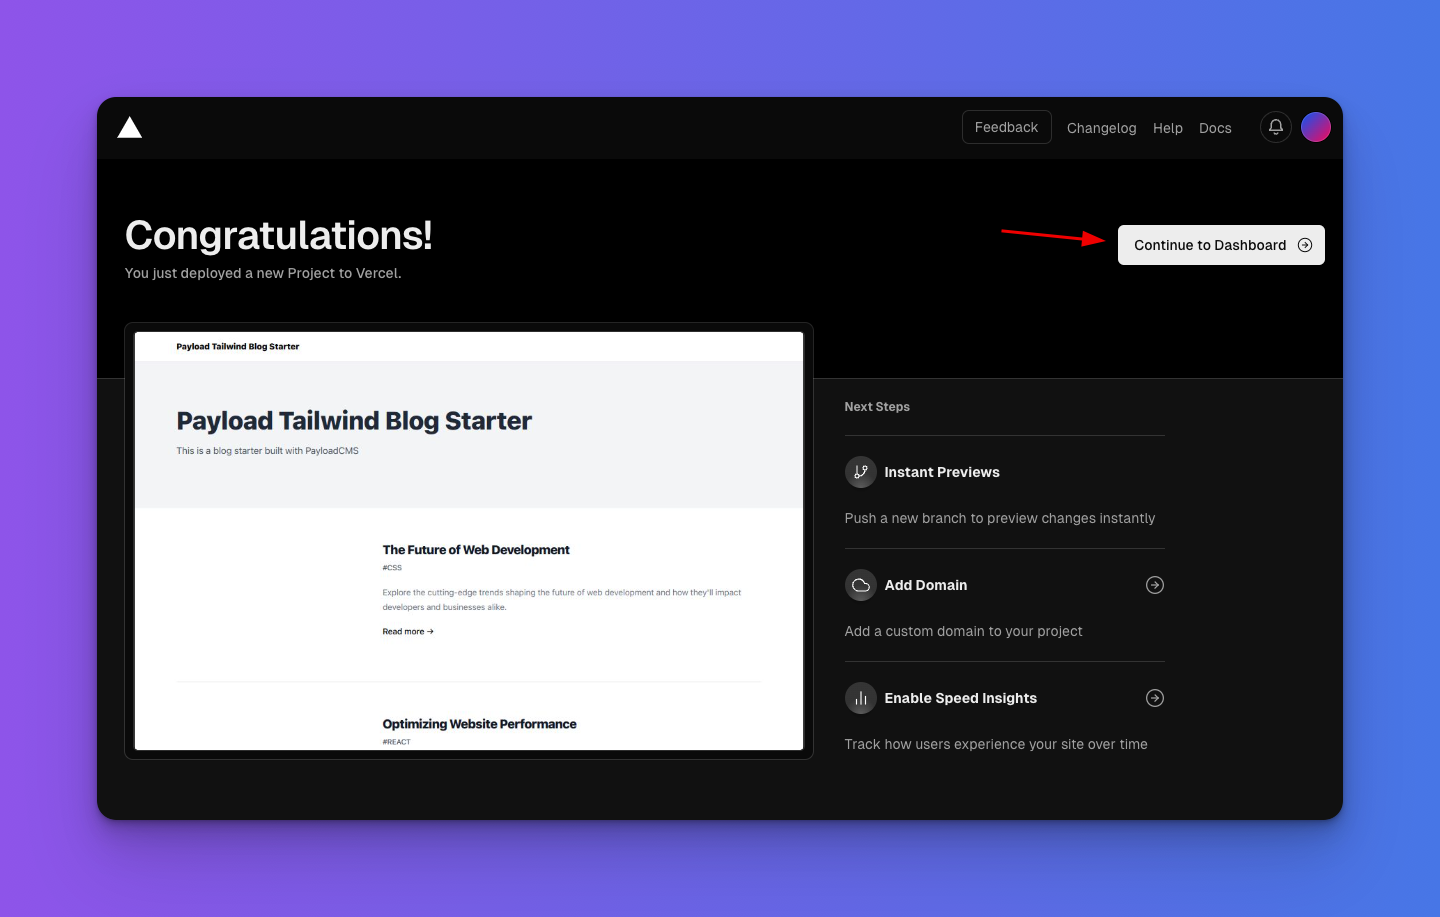 Feedback
Changelog
Help
Docs
Congratulations!
You just deployed a new Project to Vercel.
Continue to Dashboard
Payload Tailwind Blog Starter
Payload Tailwind Blog Starter
This is a blog starter built with PayloadCMS
The Future of Web Development
#CSS
Explore the cutting-edge trends shaping the future of web development and how they'll impact
developers and businesses alike.
Read more →
Optimizing Website Performance
#REACT
Next Steps
Instant Previews
Push a new branch to preview changes instantly
Add Domain
Add a custom domain to your project
Enable Speed Insights
Track how users experience your site over time